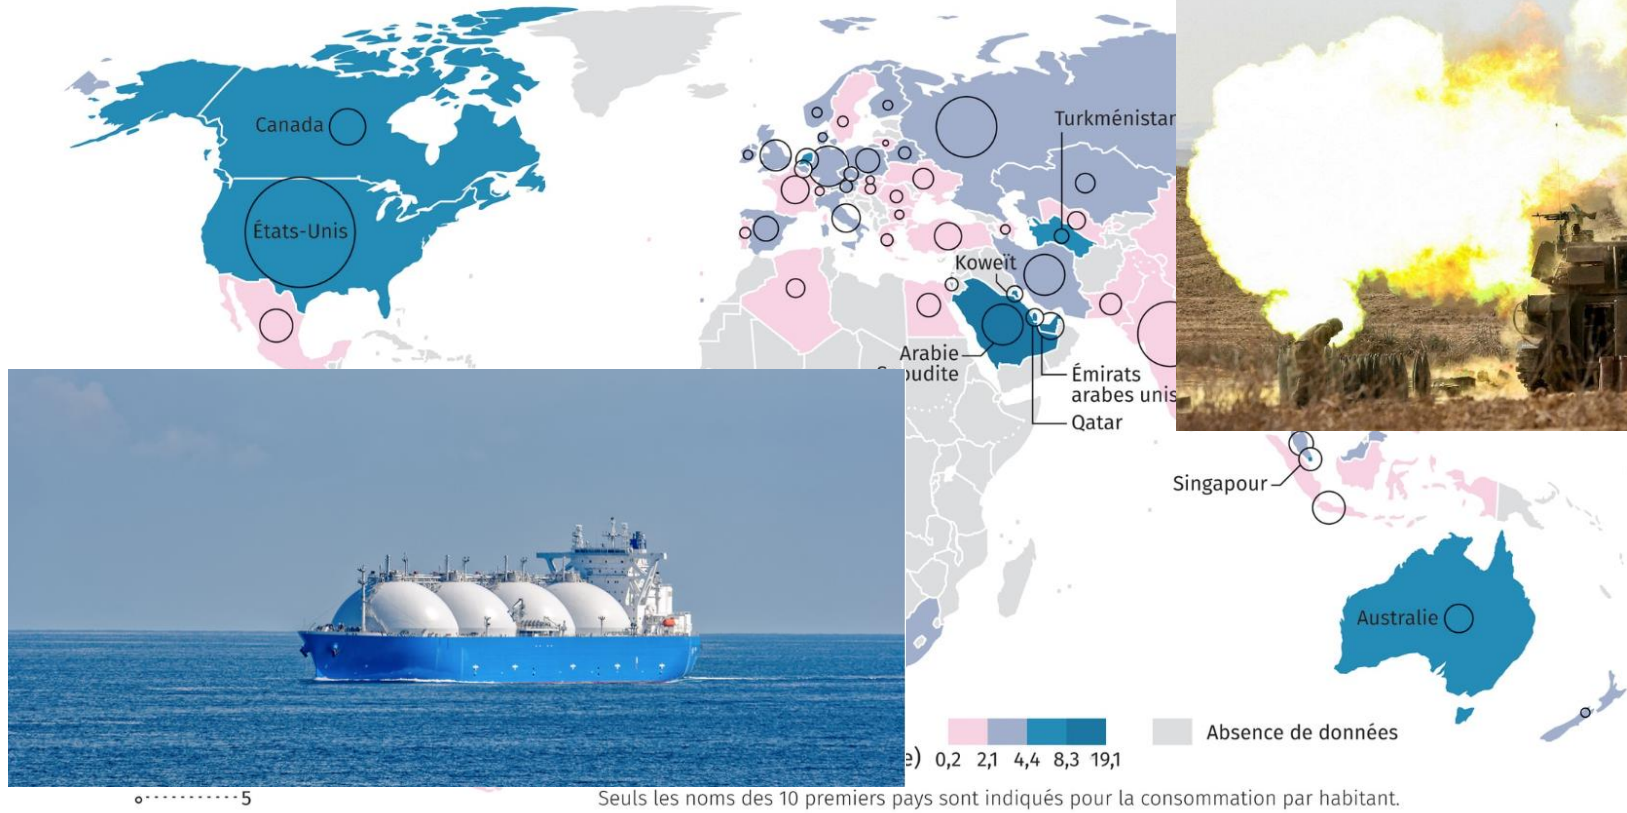 Canada
États-Unis
Turkménistan
Koweït
Arabie
Émirats
arabes unis
Qatar
Singapour
Australie
Absence de données
0,2 2,1 4,4 8,3 19,1
5
Seuls les noms des 10 premiers pays sont indiqués pour la consommation par habitant.